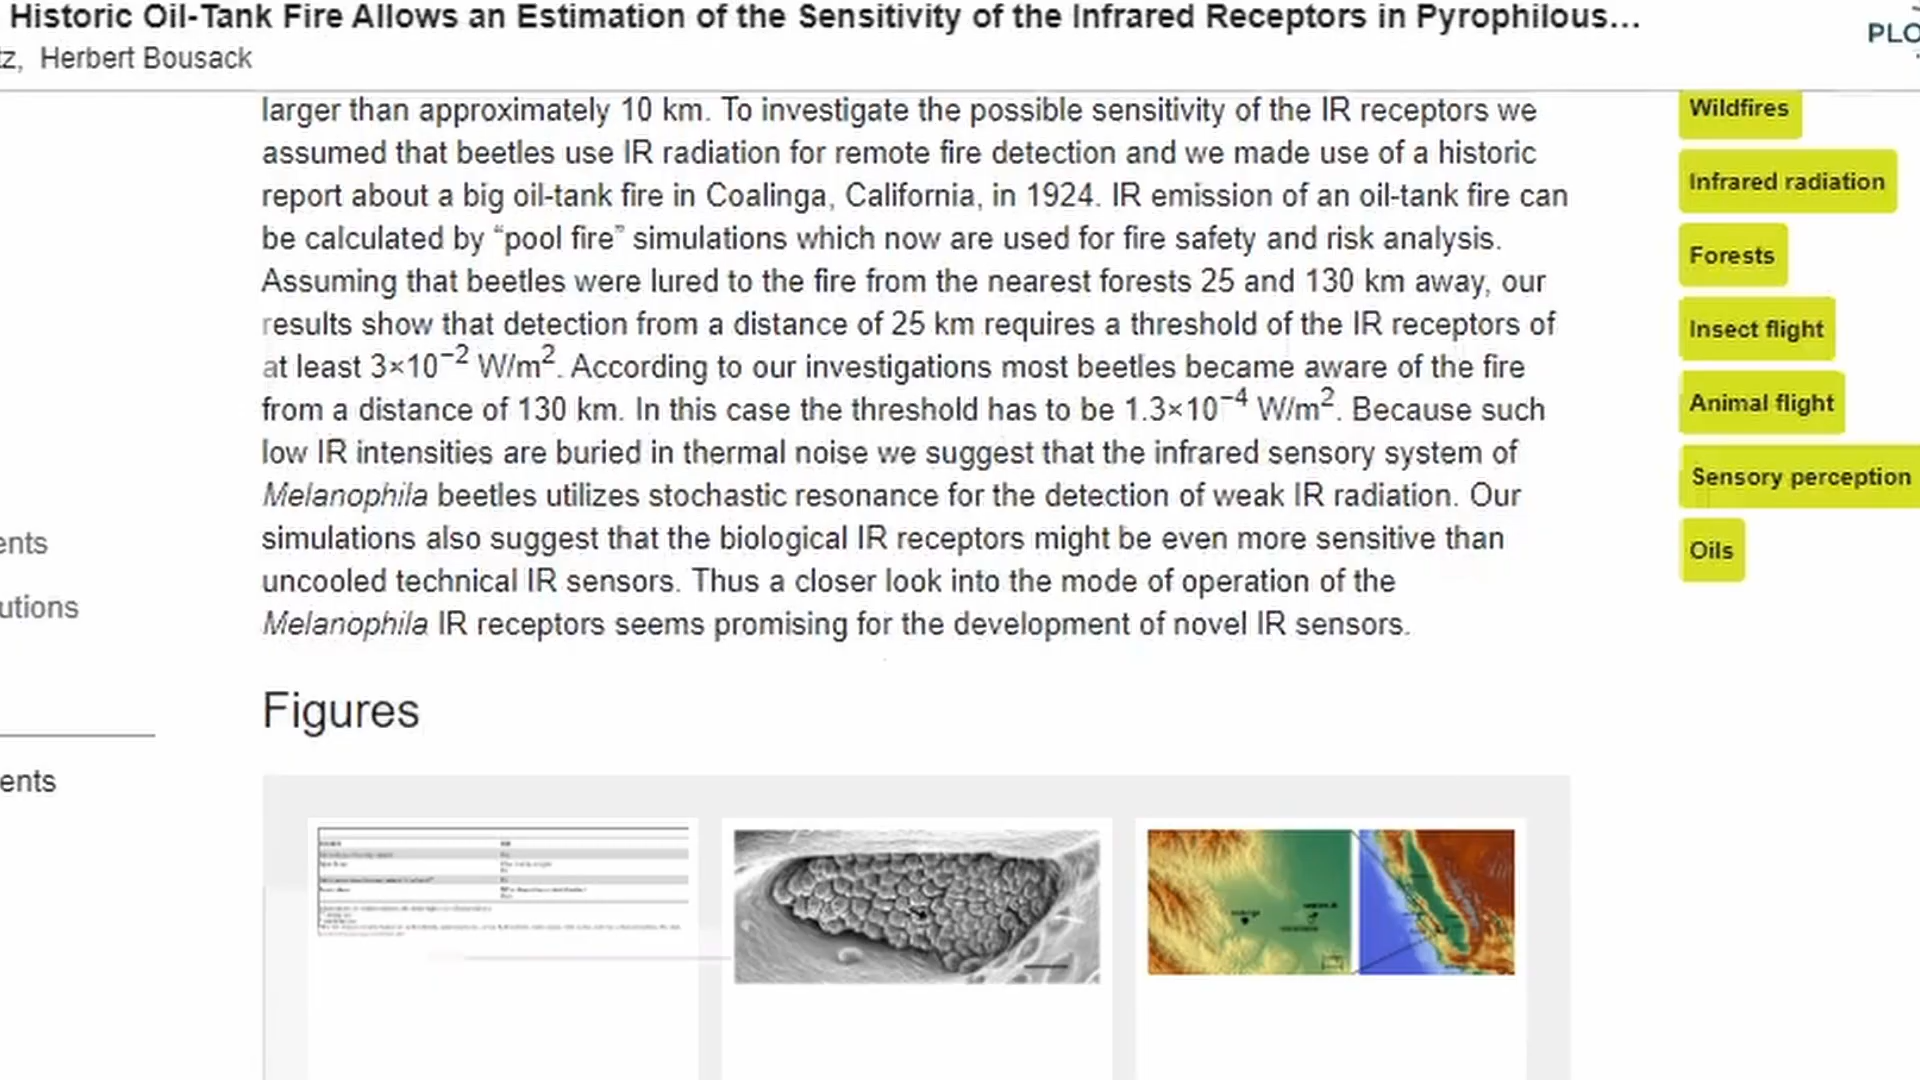 Historic Oil-Tank Fire Allows an Estimation of the Sensitivity of the Infrared Receptors in Pyrophilous…
tz, Herbert Bousack
PLO
larger than approximately 10 km. To investigate the possible sensitivity of the IR receptors we
assumed that beetles use IR radiation for remote fire detection and we made use of a historic
report about a big oil-tank fire in Coalinga, California, in 1924. IR emission of an oil-tank fire can
be calculated by “pool fire” simulations which now are used for fire safety and risk analysis.
Assuming that beetles were lured to the fire from the nearest forests 25 and 130 km away, our
results show that detection from a distance of 25 km requires a threshold of the IR receptors of
at least 3×10⁻² W/m². According to our investigations most beetles became aware of the fire
from a distance of 130 km. In this case the threshold has to be 1.3×10⁻⁴ W/m². Because such
low IR intensities are buried in thermal noise we suggest that the infrared sensory system of
Melanophila beetles utilizes stochastic resonance for the detection of weak IR radiation. Our
simulations also suggest that the biological IR receptors might be even more sensitive than
uncooled technical IR sensors. Thus a closer look into the mode of operation of the
Melanophila IR receptors seems promising for the development of novel IR sensors.
Wildfires
Infrared radiation
Forests
Insect flight
Animal flight
Sensory perception
Oils
ents
utions
ents
Figures